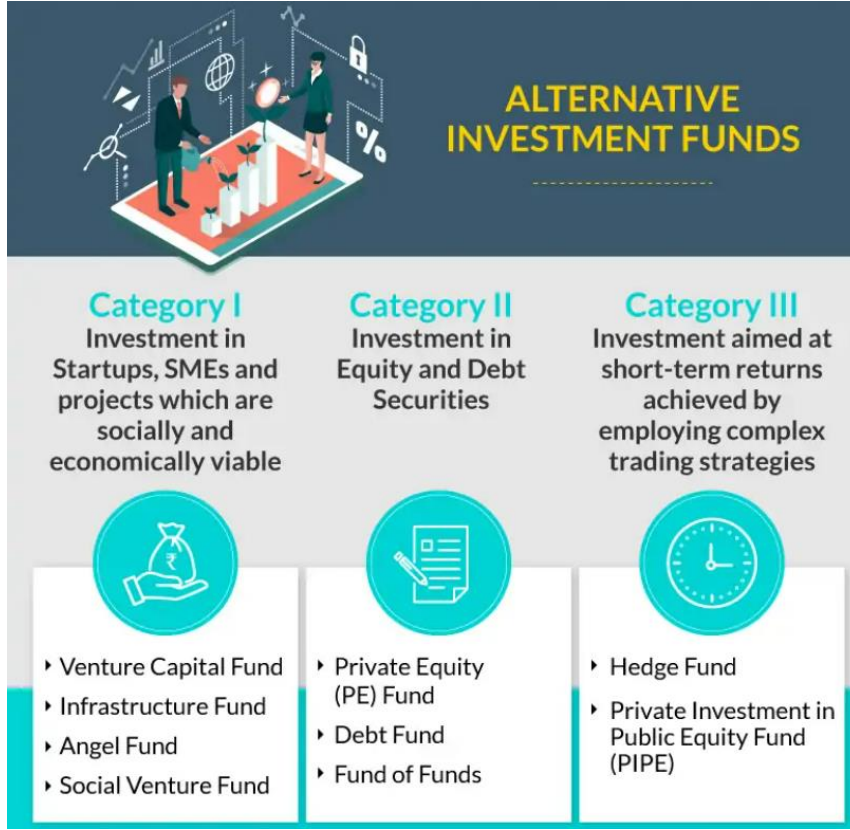 ALTERNATIVE
INVESTMENT FUNDS
Category I
Investment in
Startups, SMEs and
projects which are
socially and
economically viable
Category II
Investment in
Equity and Debt
Securities
Category III
Investment aimed at
short-term returns
achieved by
employing complex
trading strategies
%
₹
‣ Venture Capital Fund
‣ Infrastructure Fund
‣ Angel Fund
‣ Social Venture Fund
‣ Private Equity
(PE) Fund
‣ Debt Fund
‣ Fund of Funds
‣ Hedge Fund
‣ Private Investment in
Public Equity Fund
(PIPE)